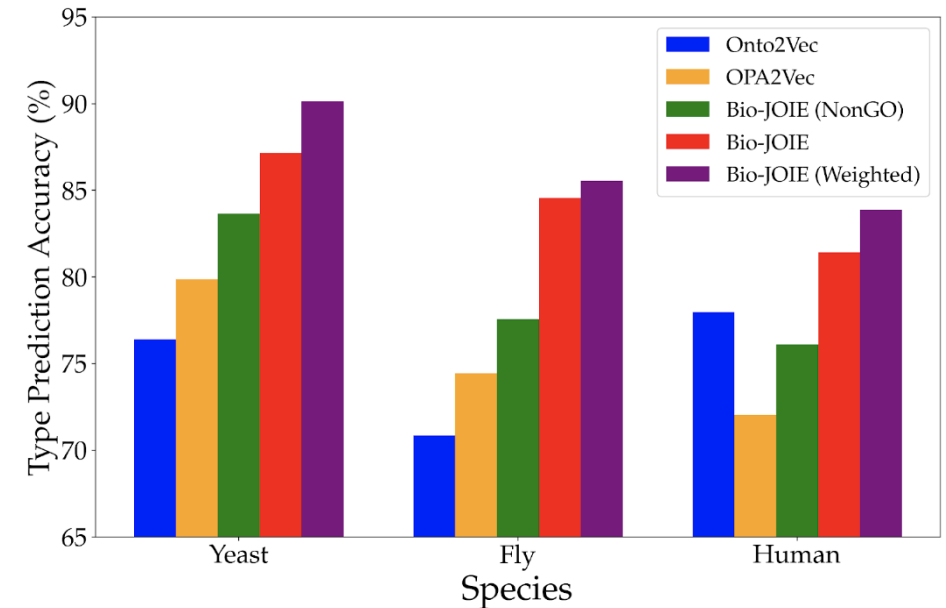 Type Prediction Accuracy (%)
95
90
85
80
75
70
65
Onto2Vec
OPA2Vec
Bio-JOIE (NonGO)
Bio-JOIE
Bio-JOIE (Weighted)
Yeast
Fly
Human
Species